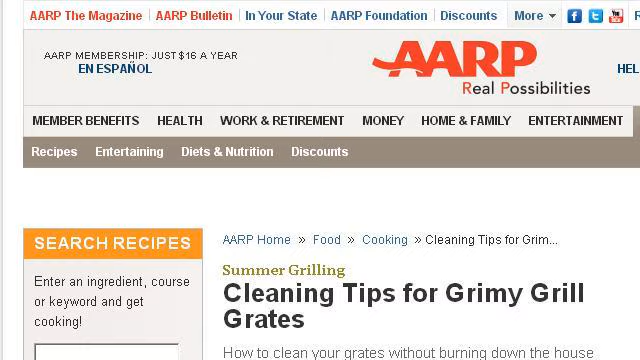 AARP The Magazine AARP Bulletin In Your State AARP Foundation Discounts More
AARP MEMBERSHIP: JUST $16 A YEAR
EN ESPAÑOL
AARP
Real Possibilities
HEL
MEMBER BENEFITS HEALTH WORK & RETIREMENT MONEY HOME & FAMILY ENTERTAINMENT
Recipes Entertaining Diets & Nutrition Discounts
SEARCH RECIPES
Enter an ingredient, course
or keyword and get
cooking!
AARP Home » Food » Cooking » Cleaning Tips for Grim...
Summer Grilling
Cleaning Tips for Grimy Grill
Grates
How to clean your grates without burning down the house